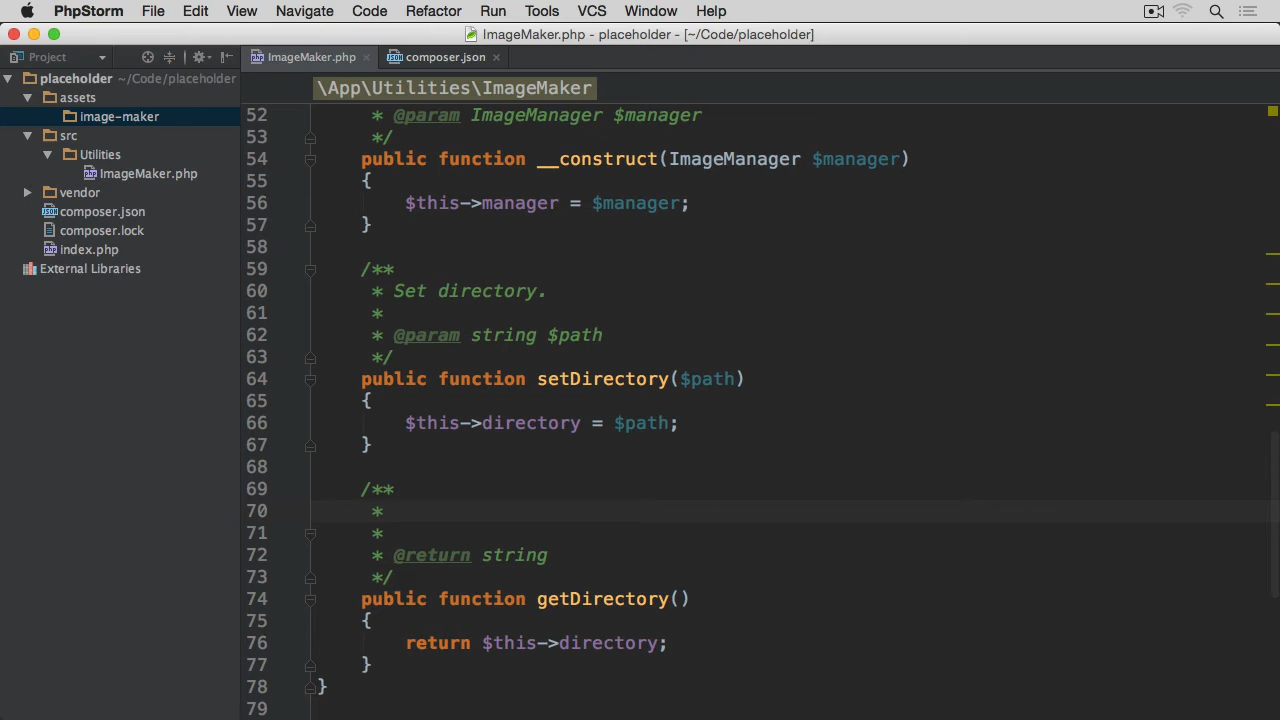 PhpStorm File Edit View Navigate Code Refactor Run Tools VCS Window Help
ImageMaker.php - placeholder - [~/Code/placeholder]
Project
ImageMaker.php
composer.json
placeholder ~/Code/placeholder
assets
image-maker
src
Utilities
ImageMaker.php
vendor
composer.json
composer.lock
index.php
External Libraries
\App\Utilities\ImageMaker
52 * @param ImageManager $manager
53 */
54 public function __construct(ImageManager $manager)
55 {
56 $this->manager = $manager;
57 }
58
59 /**
60 * Set directory.
61 *
62 * @param string $path
63 */
64 public function setDirectory($path)
65 {
66 $this->directory = $path;
67 }
68
69 /**
70 *
71 *
72 * @return string
73 */
74 public function getDirectory()
75 {
76 return $this->directory;
77 }
78 }
79